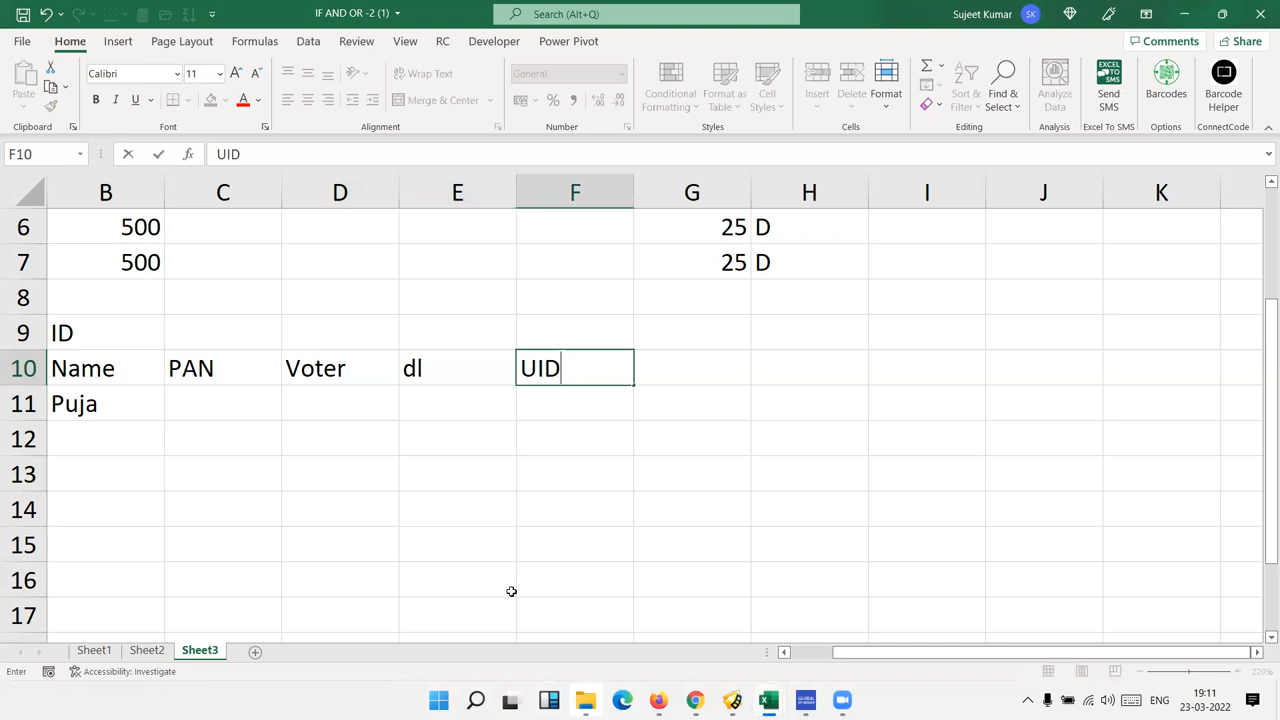 IF AND OR -2 (1)
Search (Alt+Q)
Sujeet Kumar
SK
File Home Insert Page Layout Formulas Data Review View RC Developer Power Pivot
Comments
Share
Paste
Calibri
11
Wrap Text
General
Conditional Formatting
Format as Table
Cell Styles
Insert
Delete
Format
Sort & Filter
Find & Select
Analyze Data
Send SMS
Barcodes
Barcode Helper
B I U
Merge & Center
Clipboard
Font
Alignment
Number
Styles
Cells
Editing
Analysis
Excel To SMS
Options
ConnectCode
F10
fx
UID
B C D E F G H I J K
6 500 25 D
7 500 25 D
8
9 ID
10 Name PAN Voter dl UID
11 Puja
12
13
14
15
16
17
Sheet1 Sheet2 Sheet3
Enter
Accessibility: Investigate
220%
ENG
19:11
23-03-2022